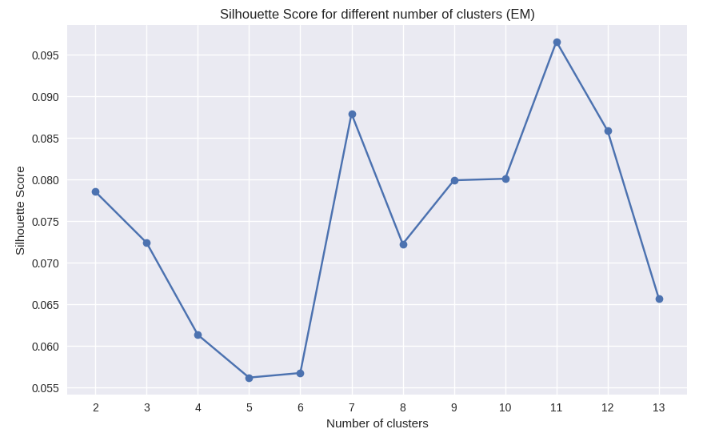 Silhouette Score for different number of clusters (EM)
0.095
0.090
0.085
0.080
0.075
0.070
0.065
0.060
0.055
Silhouette Score
2 3 4 5 6 7 8 9 10 11 12 13
Number of clusters